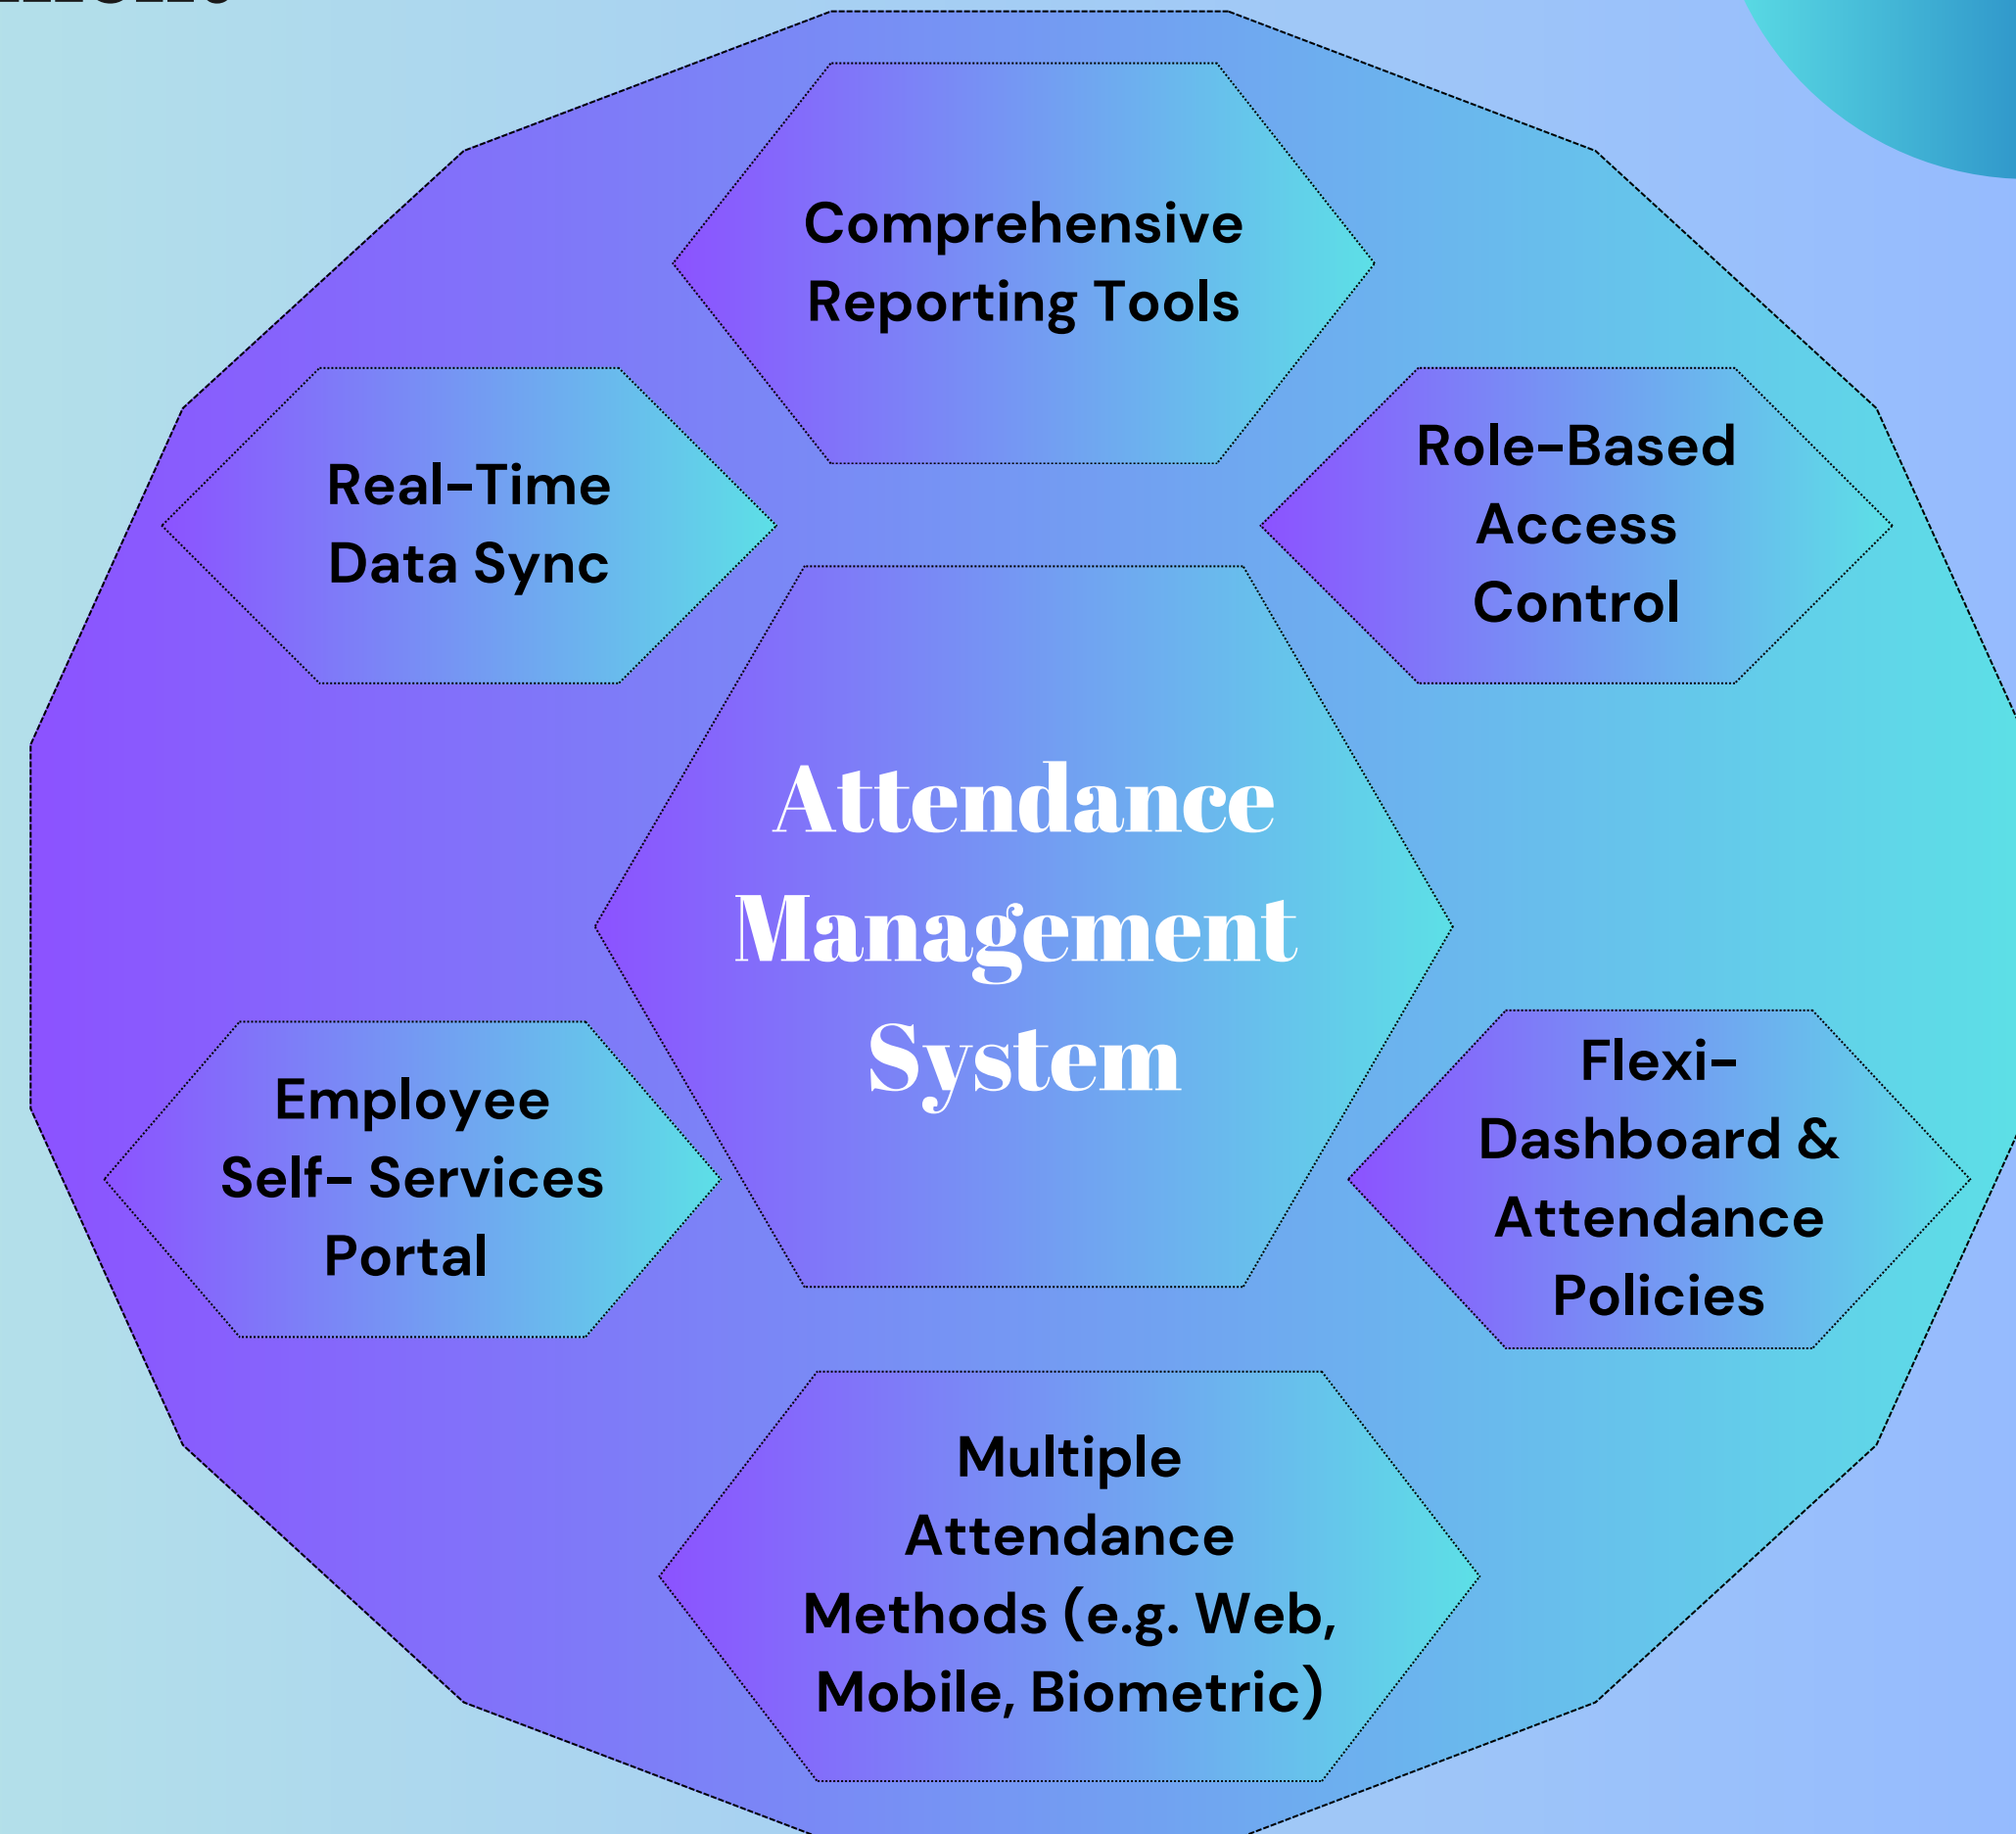 Comprehensive
Reporting Tools
Real-Time
Data Sync
Role-Based
Access
Control
Attendance
Management
System
Employee
Self- Services
Portal
Flexi-
Dashboard &
Attendance
Policies
Multiple
Attendance
Methods (e.g. Web,
Mobile, Biometric)